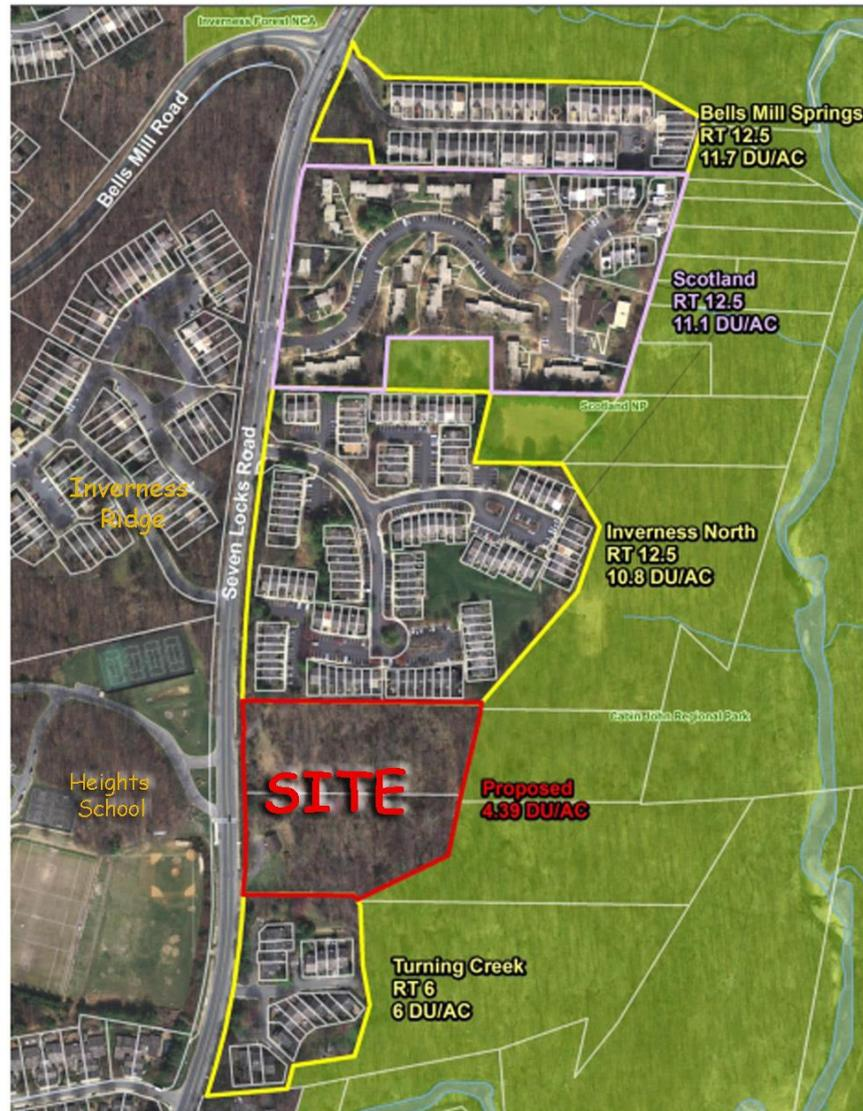 Inverness Forest NCA
Bells Mill Road
Bells Mill Springs
RT 12.5
11.7 DU/AC
Scotland
RT 12.5
11.1 DU/AC
Scotland NP
Seven Locks Road
Inverness
Ridge
Inverness North
RT 12.5
10.8 DU/AC
Cabin John Regional Park
SITE
Heights
School
Proposed
4.39 DU/AC
Turning Creek
RT 6
6 DU/AC